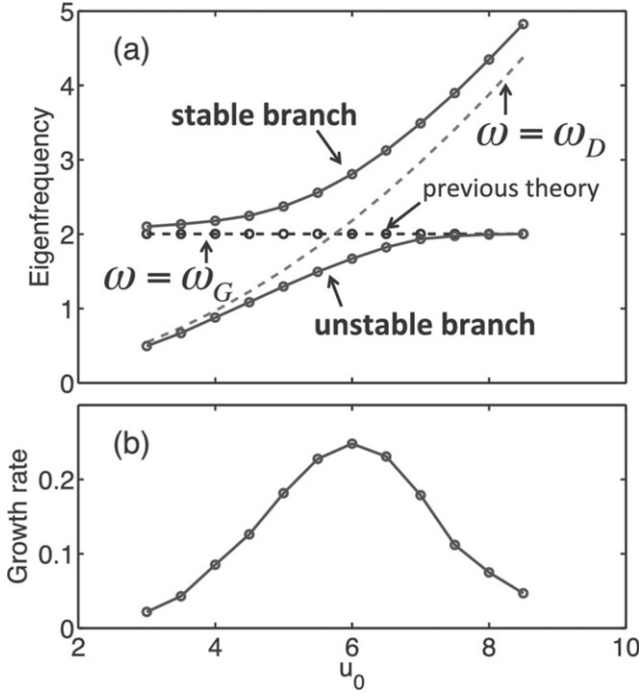 5
(a)
4
stable branch
ω = ω_D
3
previous theory
2
ω = ω_G
1
unstable branch
0
Eigenfrequency
(b)
0.2
0.1
0
Growth rate
2
4
6
8
10
u_0